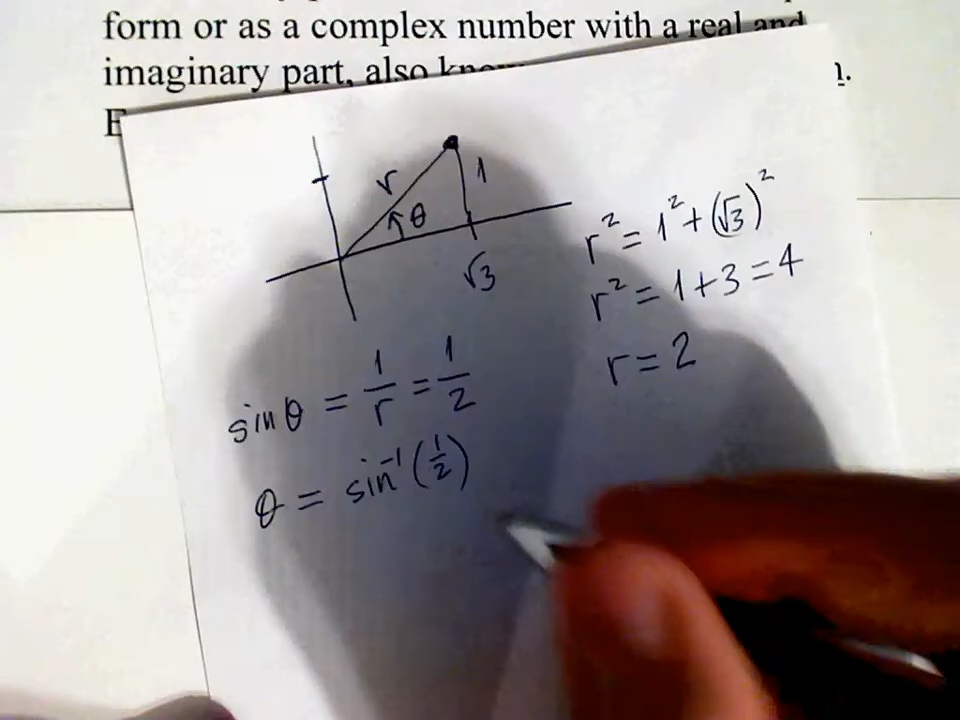 form or as a complex number with a real and
imaginary part, also
r
1
θ
√3
r² = 1² + (√3)²
r² = 1 + 3 = 4
r = 2
sin θ = 1/r = 1/2
θ = sin⁻¹(1/2)